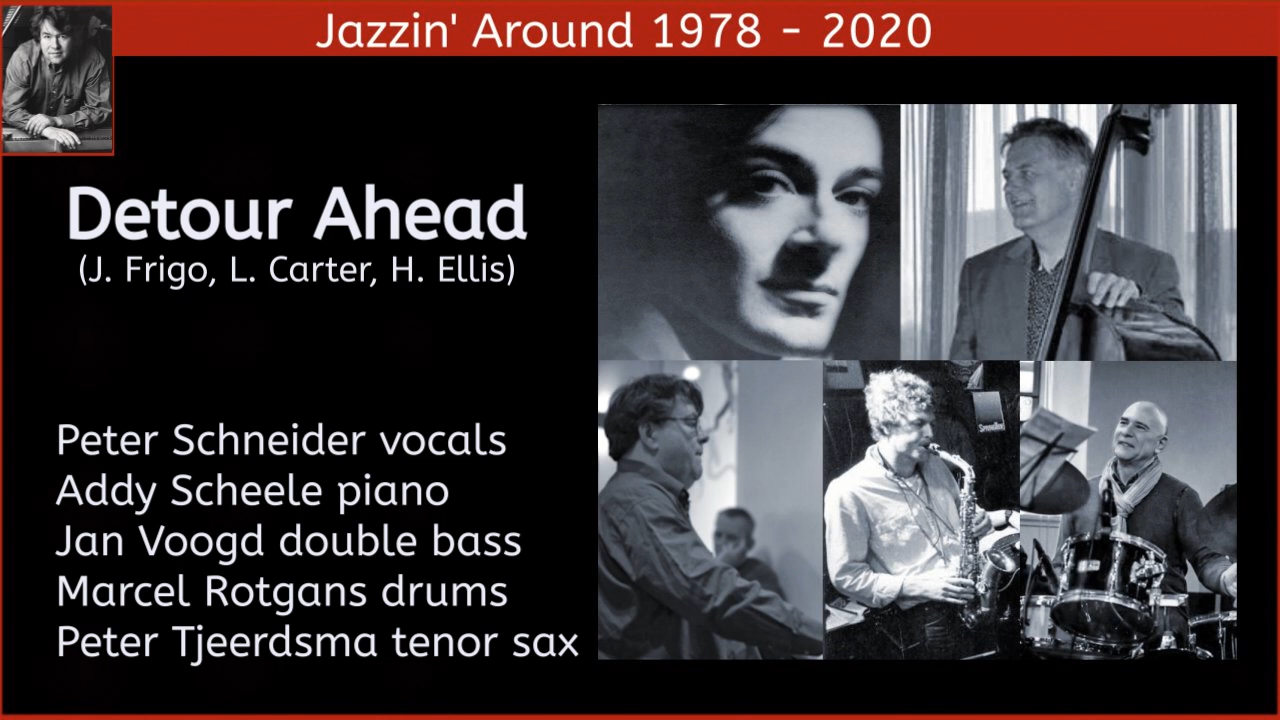 Jazzin' Around 1978 - 2020
Detour Ahead
(J. Frigo, L. Carter, H. Ellis)
Peter Schneider vocals
Addy Scheele piano
Jan Voogd double bass
Marcel Rotgans drums
Peter Tjeerdsma tenor sax